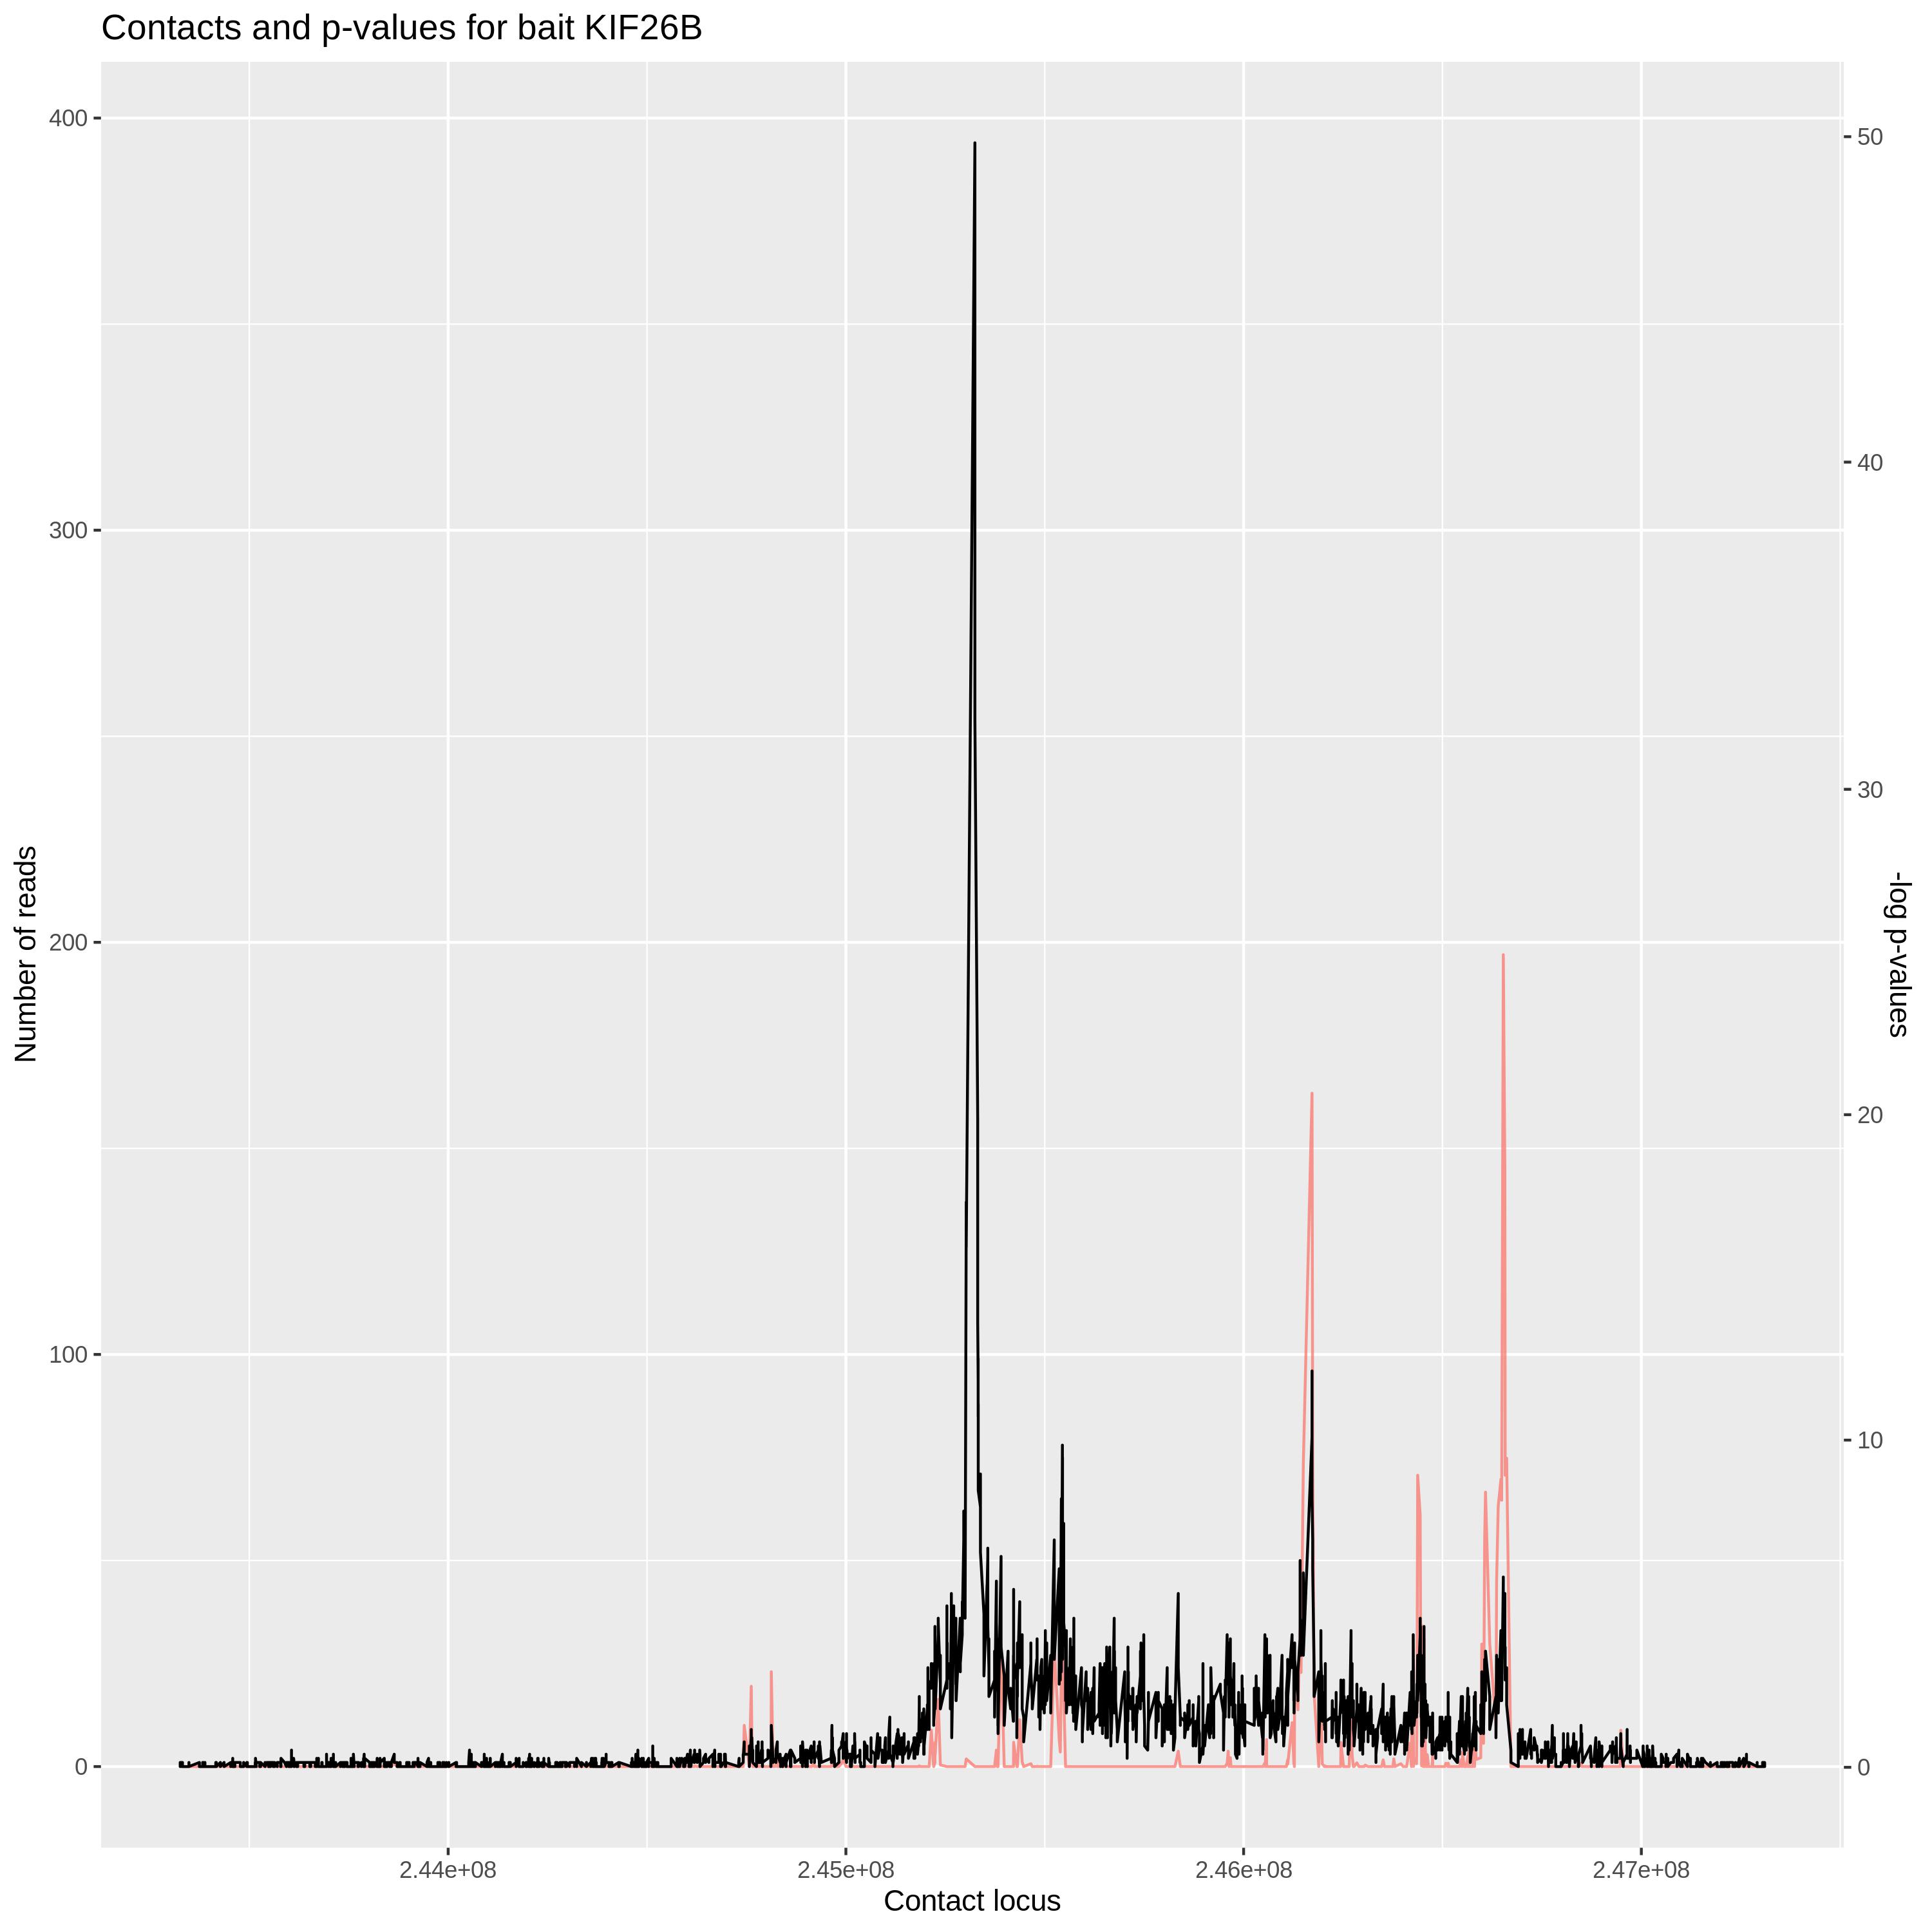 Contacts and p-values for bait KIF26B
400
300
200
100
0
Number of reads
50
40
30
20
10
0
-log p-values
2.44e+08 2.45e+08 2.46e+08 2.47e+08
Contact locus